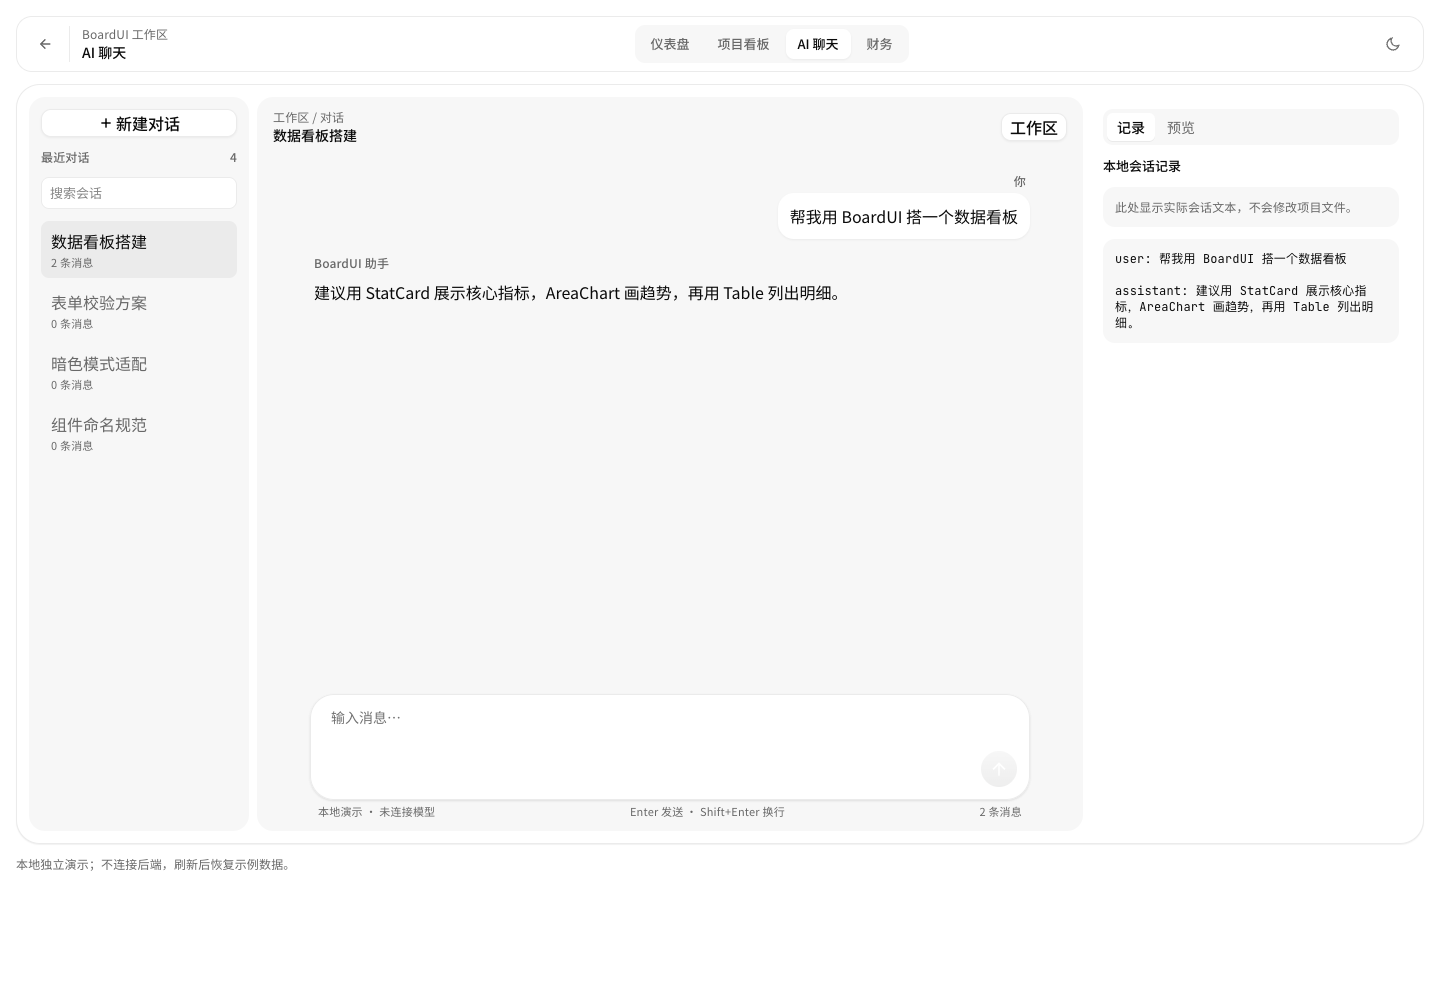 BoardUI 工作区
AI 聊天
仪表盘
项目看板
AI 聊天
财务
+ 新建对话
最近对话
4
搜索会话
数据看板搭建
2 条消息
表单校验方案
0 条消息
暗色模式适配
0 条消息
组件命名规范
0 条消息
工作区 / 对话
数据看板搭建
工作区
你
帮我用 BoardUI 搭一个数据看板
BoardUI 助手
建议用 StatCard 展示核心指标，AreaChart 画趋势，再用 Table 列出明细。
输入消息…
本地演示 · 未连接模型
Enter 发送 · Shift+Enter 换行
2 条消息
记录
预览
本地会话记录
此处显示实际会话文本，不会修改项目文件。
user: 帮我用 BoardUI 搭一个数据看板
assistant: 建议用 StatCard 展示核心指
标，AreaChart 画趋势，再用 Table 列出明
细。
本地独立演示；不连接后端，刷新后恢复示例数据。